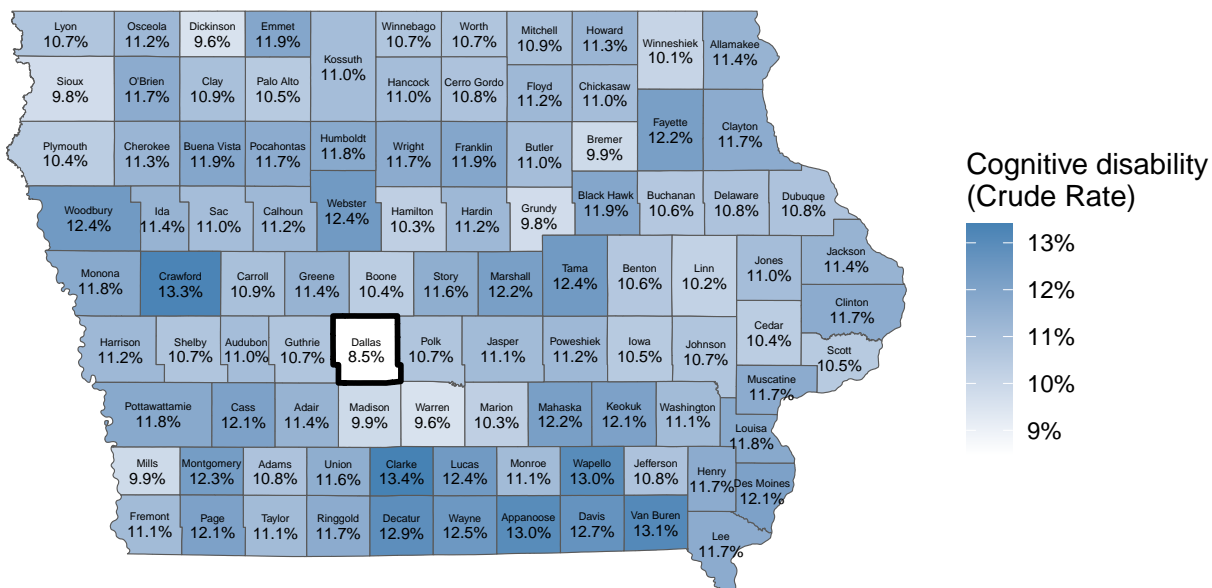 Lyon
10.7%
Osceola
11.2%
Dickinson
9.6%
Emmet
11.9%
Kossuth
11.0%
Winnebago
10.7%
Worth
10.7%
Mitchell
10.9%
Howard
11.3%
Winneshiek
10.1%
Allamakee
11.4%
Sioux
9.8%
O'Brien
11.7%
Clay
10.9%
Palo Alto
10.5%
Hancock
11.0%
Cerro Gordo
10.8%
Floyd
11.2%
Chickasaw
11.0%
Fayette
12.2%
Clayton
11.7%
Plymouth
10.4%
Cherokee
11.3%
Buena Vista
11.9%
Pocahontas
11.7%
Humboldt
11.8%
Wright
11.7%
Franklin
11.9%
Butler
11.0%
Bremer
9.9%
Woodbury
12.4%
Ida
11.4%
Sac
11.0%
Calhoun
11.2%
Webster
12.4%
Hamilton
10.3%
Hardin
11.2%
Grundy
9.8%
Black Hawk
11.9%
Buchanan
10.6%
Delaware
10.8%
Dubuque
10.8%
Monona
11.8%
Crawford
13.3%
Carroll
10.9%
Greene
11.4%
Boone
10.4%
Story
11.6%
Marshall
12.2%
Tama
12.4%
Benton
10.6%
Linn
10.2%
Jones
11.0%
Jackson
11.4%
Clinton
11.7%
Harrison
11.2%
Shelby
10.7%
Audubon
11.0%
Guthrie
10.7%
Dallas
8.5%
Polk
10.7%
Jasper
11.1%
Poweshiek
11.2%
Iowa
10.5%
Johnson
10.7%
Cedar
10.4%
Scott
10.5%
Muscatine
11.7%
Pottawattamie
11.8%
Cass
12.1%
Adair
11.4%
Madison
9.9%
Warren
9.6%
Marion
10.3%
Mahaska
12.2%
Keokuk
12.1%
Washington
11.1%
Louisa
11.8%
Mills
9.9%
Montgomery
12.3%
Adams
10.8%
Union
11.6%
Clarke
13.4%
Lucas
12.4%
Monroe
11.1%
Wapello
13.0%
Jefferson
10.8%
Henry
11.7%
Des Moines
12.1%
Fremont
11.1%
Page
12.1%
Taylor
11.1%
Ringgold
11.7%
Decatur
12.9%
Wayne
12.5%
Appanoose
13.0%
Davis
12.7%
Van Buren
13.1%
Lee
11.7%
Cognitive disability
(Crude Rate)
13%
12%
11%
10%
9%